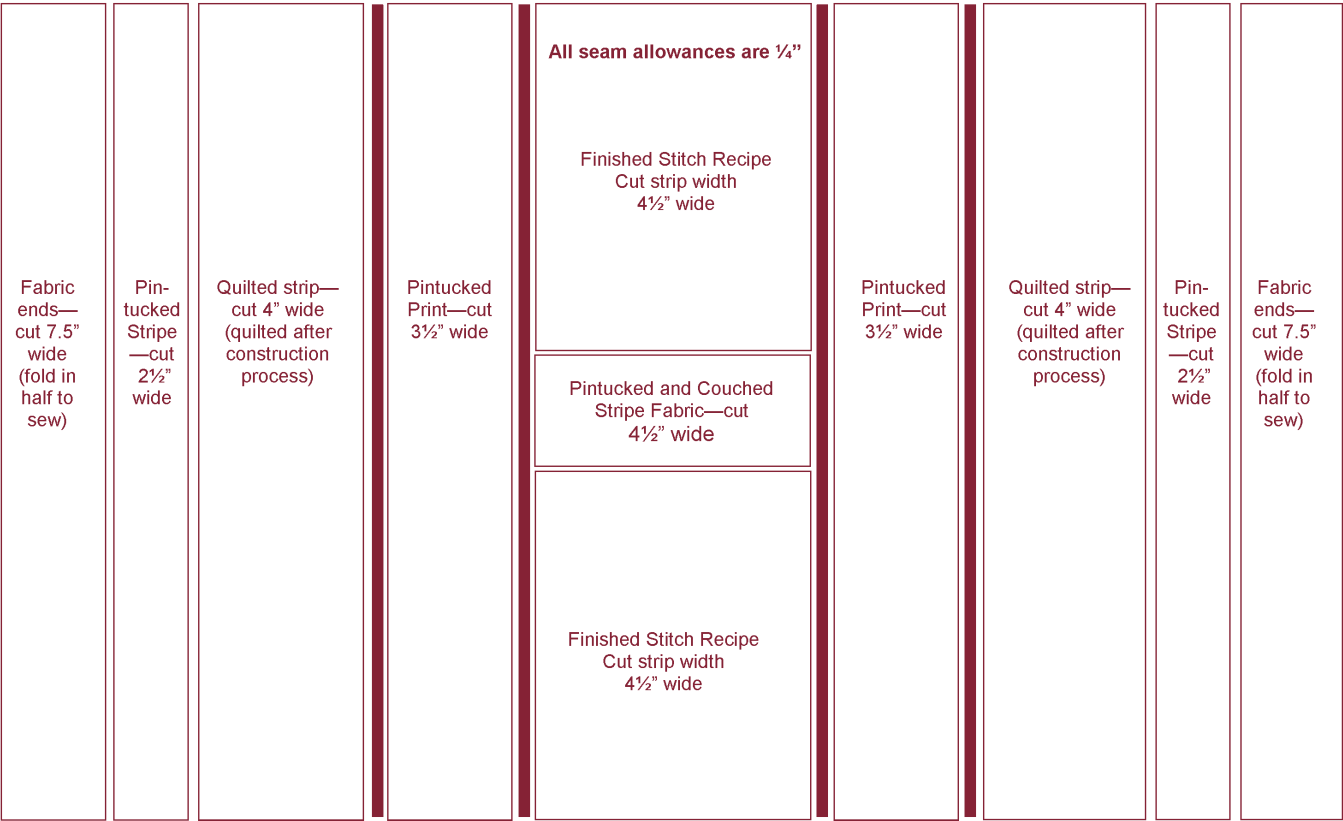 All seam allowances are ¼”
Finished Stitch Recipe
Cut strip width
4½” wide
Fabric
ends—
cut 7.5”
wide
(fold in
half to
sew)
Pin-
tucked
Stripe
—cut
2½”
wide
Quilted strip—
cut 4” wide
(quilted after
construction
process)
Pintucked
Print—cut
3½” wide
Pintucked and Couched
Stripe Fabric—cut
4½” wide
Finished Stitch Recipe
Cut strip width
4½” wide
Pintucked
Print—cut
3½” wide
Quilted strip—
cut 4” wide
(quilted after
construction
process)
Pin-
tucked
Stripe
—cut
2½”
wide
Fabric
ends—
cut 7.5”
wide
(fold in
half to
sew)